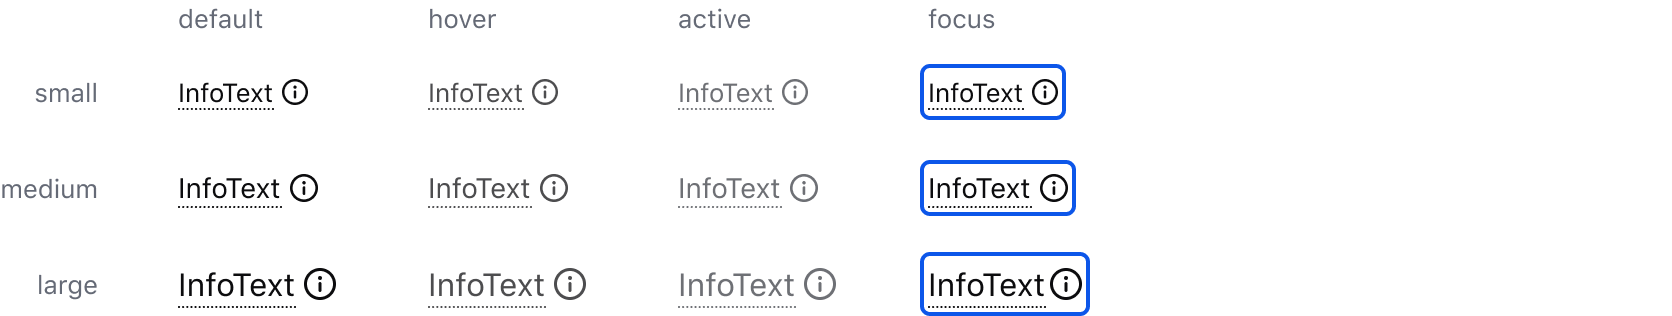 default hover active focus
small InfoText InfoText InfoText InfoText
medium InfoText InfoText InfoText InfoText
large InfoText InfoText InfoText InfoText